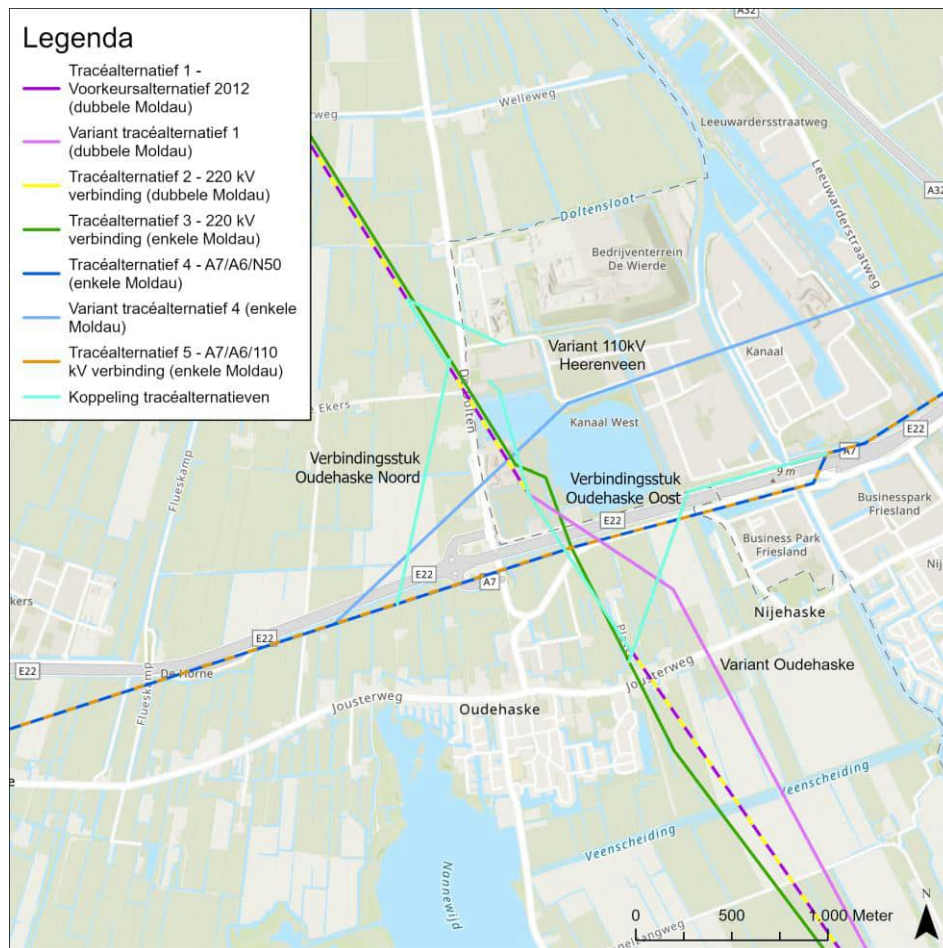 Legenda
Tracéalternatief 1 -
Voorkeursalternatief 2012
(dubbele Moldau)
Variant tracéalternatief 1
(dubbele Moldau)
Tracéalternatief 2 - 220 kV
verbinding (dubbele Moldau)
Tracéalternatief 3 - 220 kV
verbinding (enkele Moldau)
Tracéalternatief 4 - A7/A6/N50
(enkele Moldau)
Variant tracéalternatief 4 (enkele
Moldau)
Tracéalternatief 5 - A7/A6/110
kV verbinding (enkele Moldau)
Koppeling tracéalternatieven
A32
Welleweg
Leeuwardersstraatweg
Leeuwarderstraatweg
A32
Doltensloot
Bedrijventerrein
De Wierde
Variant 110kV
Heerenveen
Kanaal
Kanaal West
Flueskamp
Verbindingsstuk
Oudehaske Noord
Verbindingsstuk
Oudehaske Oost
E22
A7
9 m
E22
Businesspark
Friesland
Business Park
Friesland
E22
A7
E22
E22
De Horne
Flueskamp
Nijehaske
Variant Oudehaske
Jousterweg
Jousterweg
Oudehaske
Veenscheiding
Veenscheiding
Nannewijd
N
0 500 1.000 Meter